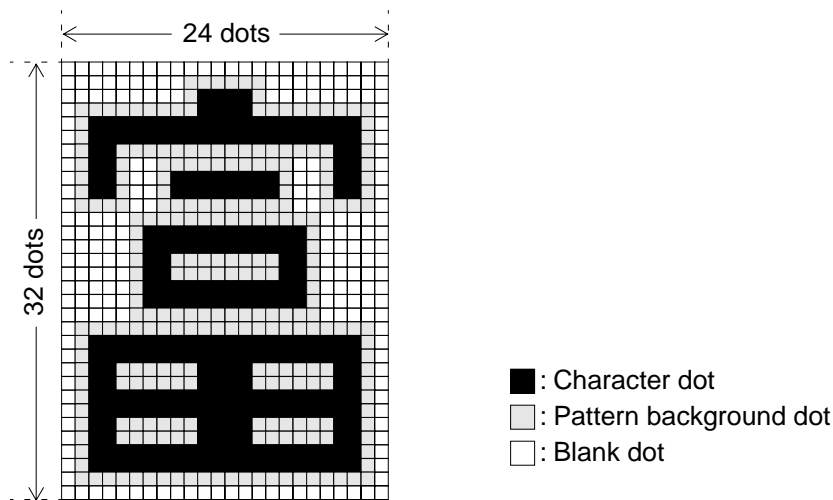 24 dots
32 dots
富
: Character dot
: Pattern background dot
: Blank dot